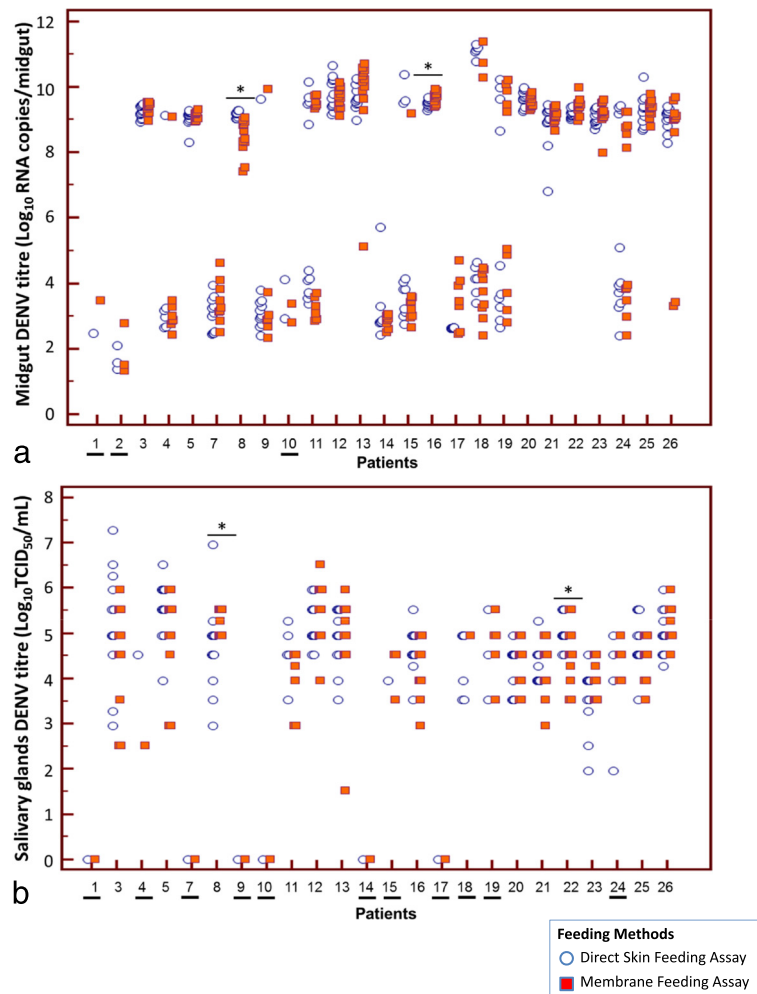 12
10
8
6
4
2
0
Midgut DENV titre (Log10 RNA copies/midgut)
*
*
1 2 3 4 5 7 8 9 10 11 12 13 14 15 16 17 18 19 20 21 22 23 24 25 26
Patients
a
8
7
6
5
4
3
2
1
0
Salivary glands DENV titre (Log10TCID50/mL)
*
*
1 3 4 5 7 8 9 10 11 12 13 14 15 16 17 18 19 20 21 22 23 24 25 26
Patients
b
Feeding Methods
Direct Skin Feeding Assay
Membrane Feeding Assay